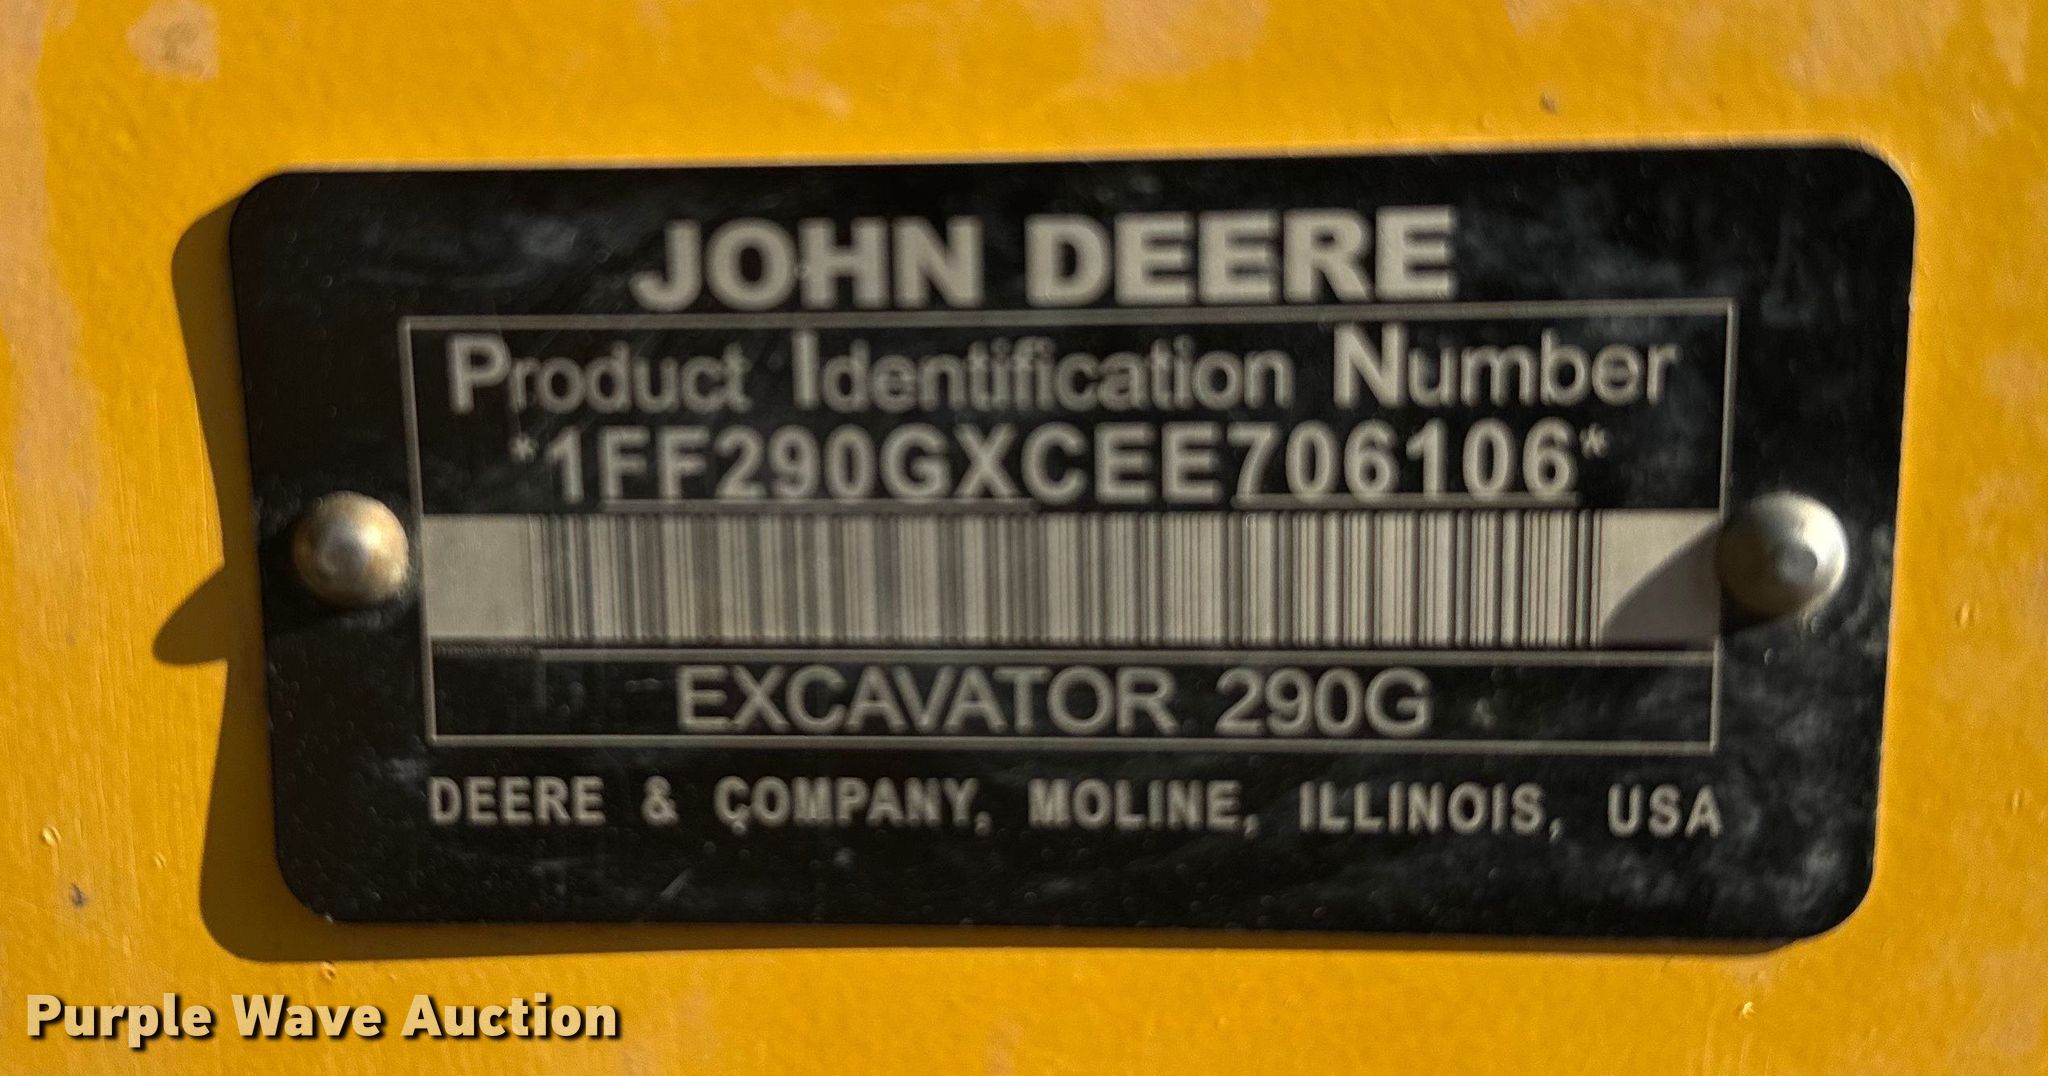 JOHN DEERE
Product Identification Number
*1FF290GXCEE706106*
EXCAVATOR 290G
DEERE & COMPANY, MOLINE, ILLINOIS, USA
Purple Wave Auction